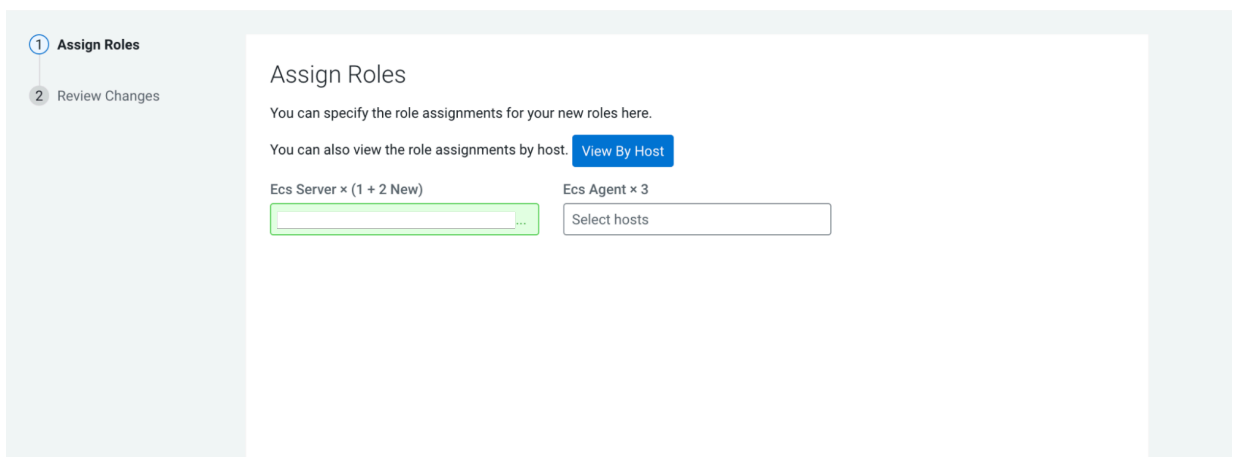 1 Assign Roles
2 Review Changes
Assign Roles
You can specify the role assignments for your new roles here.
You can also view the role assignments by host. View By Host
Ecs Server × (1 + 2 New) Ecs Agent × 3
... Select hosts